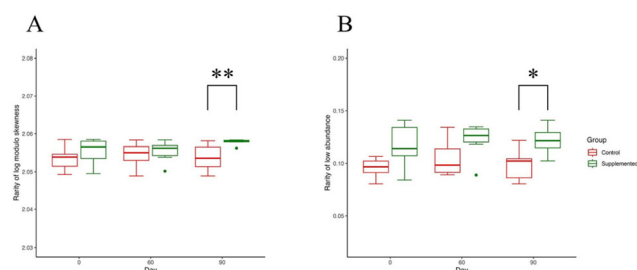 A
B
2.08
2.07
2.06
2.05
2.04
2.03
Rarity of log modulo skewness
**
0
60
90
Day
0.20
0.15
0.10
0.05
Rarity of low abundance
*
0
60
90
Day
Group
Control
Supplemented